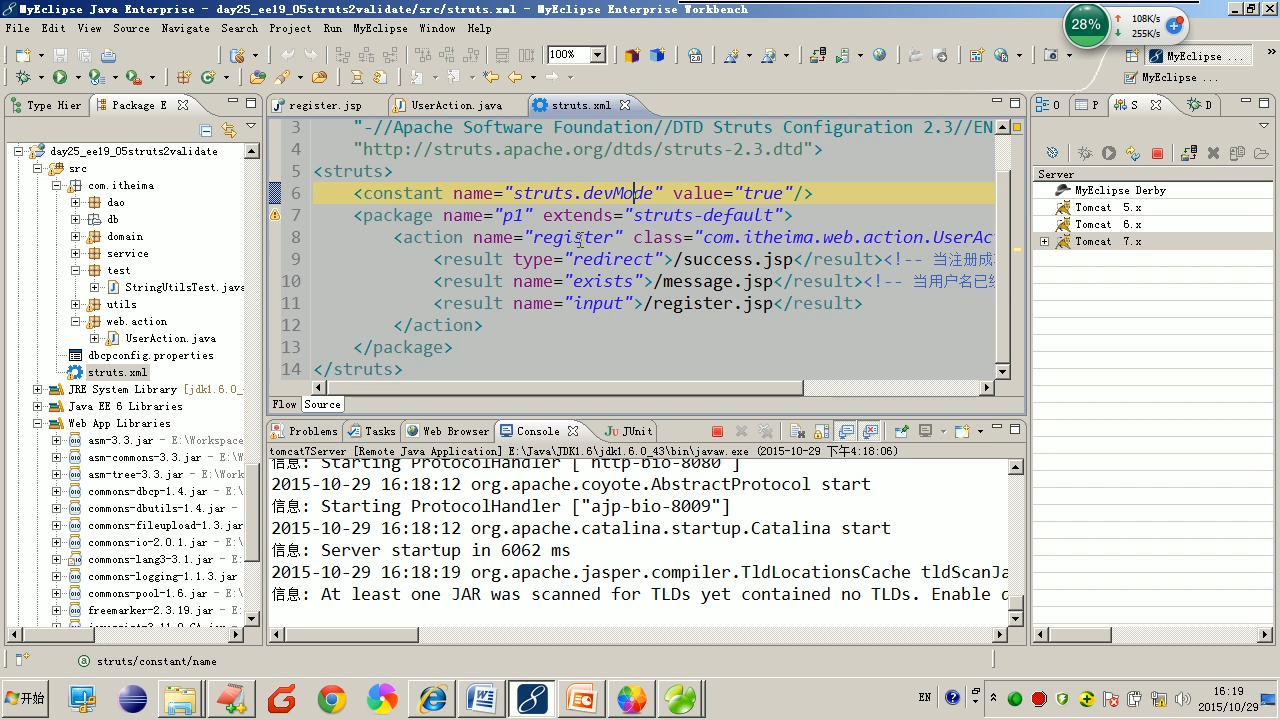 MyEclipse Java Enterprise - day25_ee19_05struts2validate/src/struts.xml - MyEclipse Enterprise Workbench
28%
108K/s
255K/s
File Edit View Source Navigate Search Project Run MyEclipse Window Help
100%
MyEclipse ...
MyEclipse ...
Type Hier
Package E
register.jsp
UserAction.java
struts.xml
O
P
S
D
day25_ee19_05struts2validate
src
com.itheima
dao
db
domain
service
test
StringUtilsTest.java
utils
web.action
UserAction.java
dbcpconfig.properties
struts.xml
JRE System Library [jdk1.6.0_
Java EE 6 Libraries
Web App Libraries
asm-3.3.jar - E:\Workspace
asm-commons-3.3.jar - E:\W
asm-tree-3.3.jar - E:\Work
commons-dbcp-1.4.jar - E:\
commons-dbutils-1.4.jar -
commons-fileupload-1.3.jar
commons-io-2.0.1.jar - E:\
commons-lang3-3.1.jar - E:
commons-logging-1.1.3.jar
commons-pool-1.6.jar - E:\
freemarker-2.3.19.jar - E:
3 "-//Apache Software Foundation//DTD Struts Configuration 2.3//EN
4 "http://struts.apache.org/dtds/struts-2.3.dtd">
5 <struts>
6 <constant name="struts.devMode" value="true"/>
7 <package name="p1" extends="struts-default">
8 <action name="register" class="com.itheima.web.action.UserAc
9 <result type="redirect">/success.jsp</result><!-- 当注册成
10 <result name="exists">/message.jsp</result><!-- 当用户名已经
11 <result name="input">/register.jsp</result>
12 </action>
13 </package>
14 </struts>
Flow Source
Server
MyEclipse Derby
Tomcat 5.x
Tomcat 6.x
Tomcat 7.x
Problems Tasks Web Browser Console JUnit
tomcat7Server [Remote Java Application] E:\Java\JDK1.6\jdk1.6.0_43\bin\javaw.exe (2015-10-29 下午4:18:06)
信息: Starting ProtocolHandler ["http-bio-8080"]
2015-10-29 16:18:12 org.apache.coyote.AbstractProtocol start
信息: Starting ProtocolHandler ["ajp-bio-8009"]
2015-10-29 16:18:12 org.apache.catalina.startup.Catalina start
信息: Server startup in 6062 ms
2015-10-29 16:18:19 org.apache.jasper.compiler.TldLocationsCache tldScanJa
信息: At least one JAR was scanned for TLDs yet contained no TLDs. Enable d
struts/constant/name
开始
EN
16:19
2015/10/29